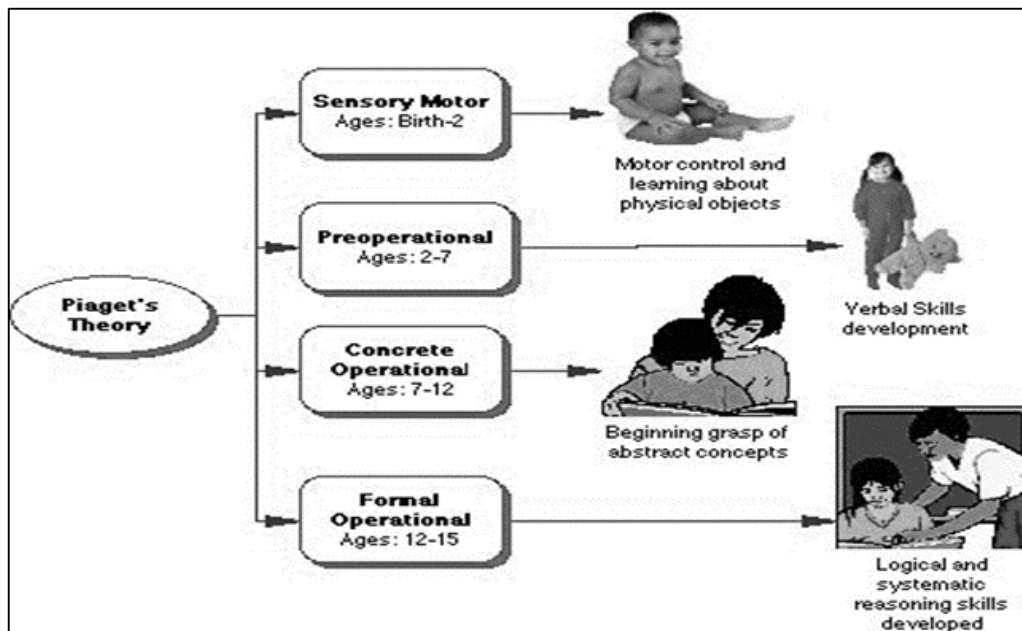 Piaget's
Theory
Sensory Motor
Ages: Birth-2
Motor control and
learning about
physical objects
Preoperational
Ages: 2-7
Verbal Skills
development
Concrete
Operational
Ages: 7-12
Beginning grasp of
abstract concepts
Formal
Operational
Ages: 12-15
Logical and
systematic
reasoning skills
developed